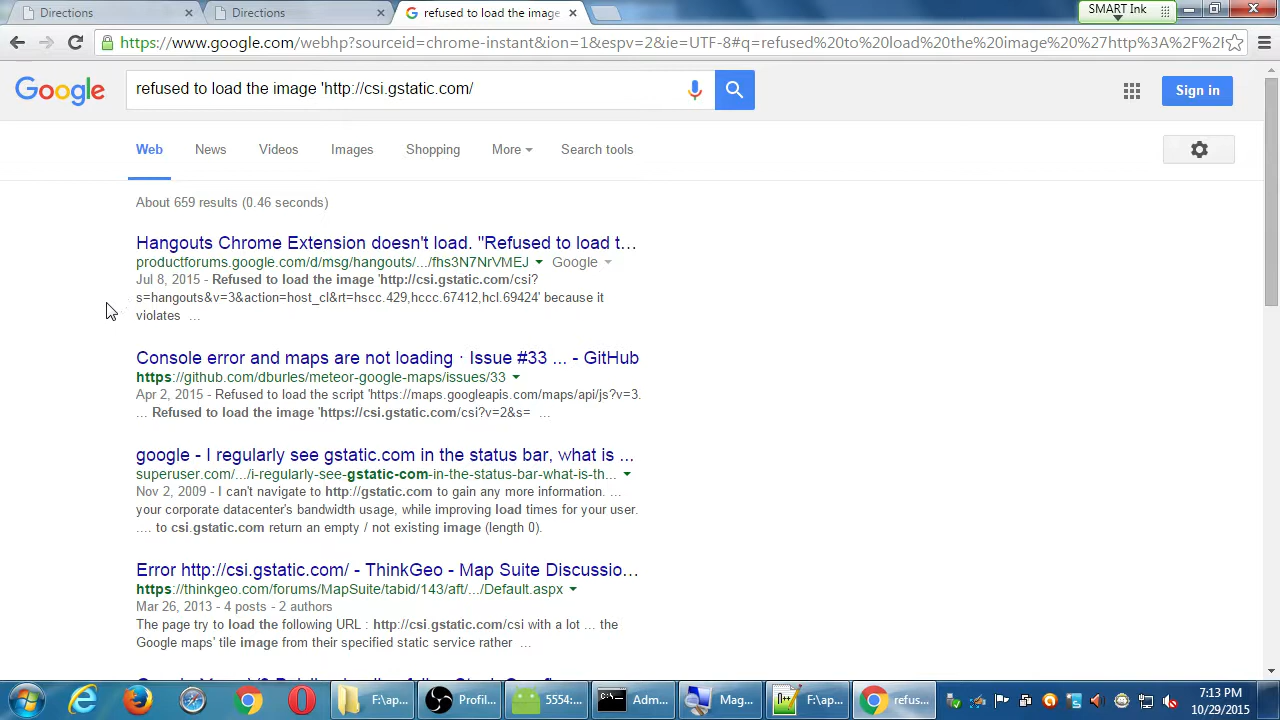 Directions
Directions
refused to load the image
SMART Ink
https://www.google.com/webhp?sourceid=chrome-instant&ion=1&espv=2&ie=UTF-8#q=refused%20to%20load%20the%20image%20%27http%3A%2F%2F
Google
refused to load the image 'http://csi.gstatic.com/
Sign in
Web
News
Videos
Images
Shopping
More
Search tools
About 659 results (0.46 seconds)
Hangouts Chrome Extension doesn't load. "Refused to load t...
productforums.google.com/d/msg/hangouts/.../fhs3N7NrVMEJ Google
Jul 8, 2015 - Refused to load the image 'http://csi.gstatic.com/csi?
s=hangouts&v=3&action=host_cl&rt=hscc.429,hccc.67412,hcl.69424' because it
violates ...
Console error and maps are not loading · Issue #33 ... - GitHub
https://github.com/dburles/meteor-google-maps/issues/33
Apr 2, 2015 - Refused to load the script 'https://maps.googleapis.com/maps/api/js?v=3.
... Refused to load the image 'https://csi.gstatic.com/csi?v=2&s= ...
google - I regularly see gstatic.com in the status bar, what is ...
superuser.com/.../i-regularly-see-gstatic-com-in-the-status-bar-what-is-th...
Nov 2, 2009 - I can't navigate to http://gstatic.com to gain any more information. ...
your corporate datacenter's bandwidth usage, while improving load times for your user.
.... to csi.gstatic.com return an empty / not existing image (length 0).
Error http://csi.gstatic.com/ - ThinkGeo - Map Suite Discussio...
https://thinkgeo.com/forums/MapSuite/tabid/143/aft/.../Default.aspx
Mar 26, 2013 - 4 posts - 2 authors
The page try to load the following URL : http://csi.gstatic.com/csi with a lot ... the
Google maps' tile image from their specified static service rather ...
F:\ap...
Profil...
5554:...
Adm...
Mag...
F:\ap...
refus...
7:13 PM
10/29/2015